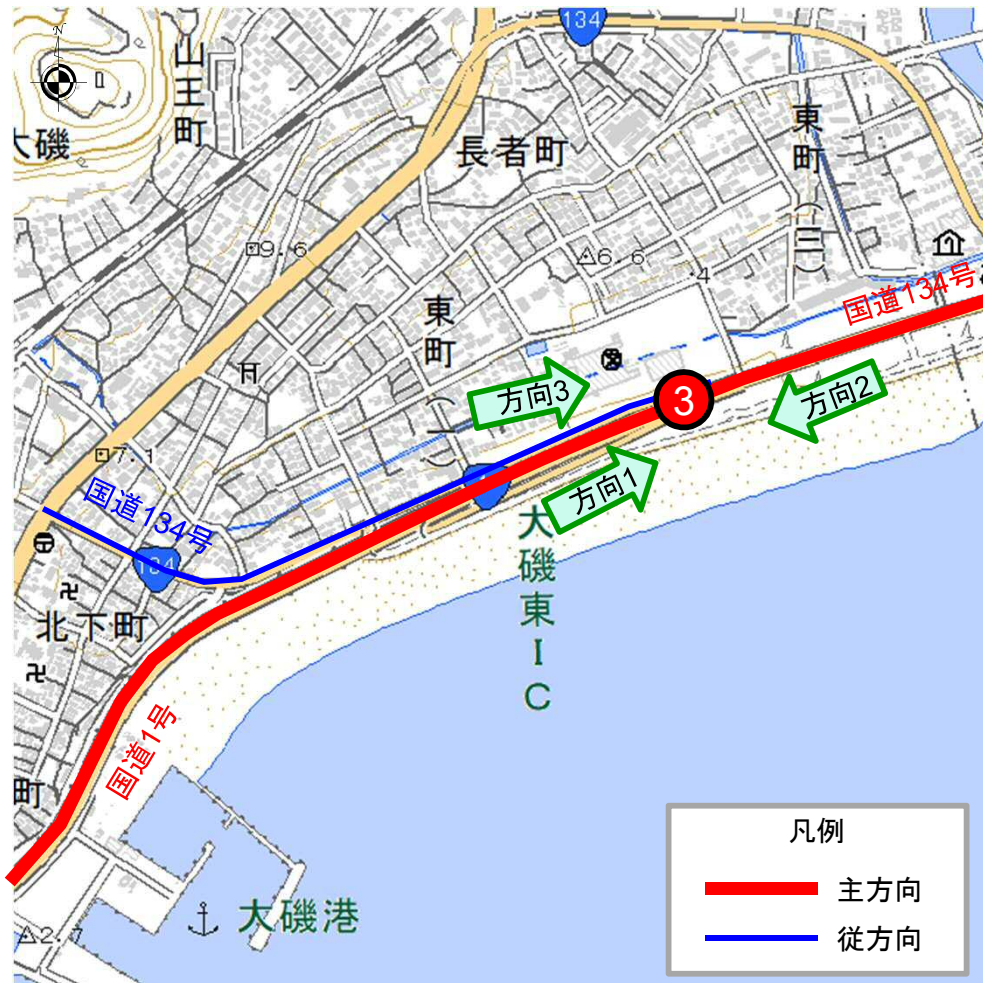 134
N
山王町
大磯
長者町
東町(三)
9.6
6.6
.4
国道134号
東町(一)
方向3
3
方向2
7.1
国道134号
方向1
134
大磯東IC
北下町
国道1号
町
凡例
主方向
従方向
大磯港
2.7